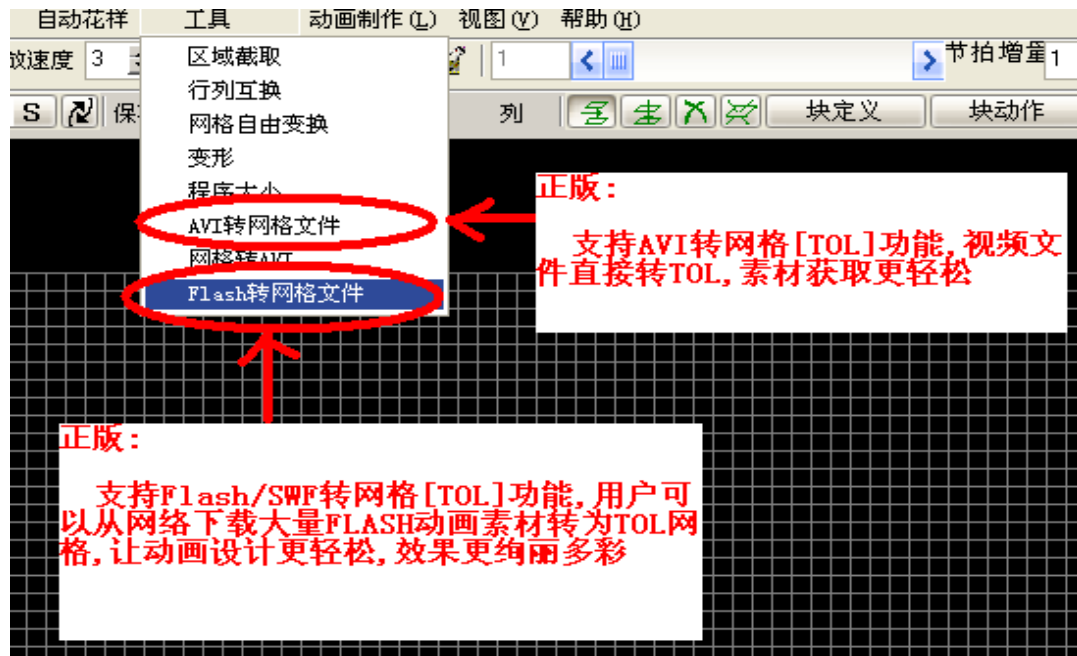 自动花样 工具 动画制作(L) 视图(V) 帮助(H)
放速度 3 1 节拍增量 1
S 保 列 块定义 块动作
区域截取
行列互换
网格自由变换
变形
程序大小
AVI转网格文件
网格转AVI
Flash转网格文件
正版:
支持AVI转网格[TOL]功能,视频文
件直接转TOL,素材获取更轻松
正版:
支持Flash/SWF转网格[TOL]功能,用户可
以从网络下载大量FLASH动画素材转为TOL网
格,让动画设计更轻松,效果更绚丽多彩